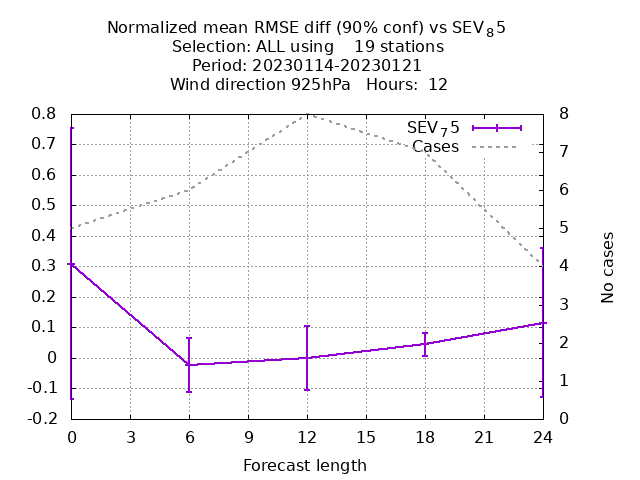 Normalized mean RMSE diff (90% conf) vs SEV₈5
Selection: ALL using    19 stations
Period: 20230114-20230121
Wind direction 925hPa   Hours:  12
SEV₇5
Cases
0.8
0.7
0.6
0.5
0.4
0.3
0.2
0.1
0
-0.1
-0.2
8
7
6
5
4
3
2
1
0
No cases
0 3 6 9 12 15 18 21 24
Forecast length